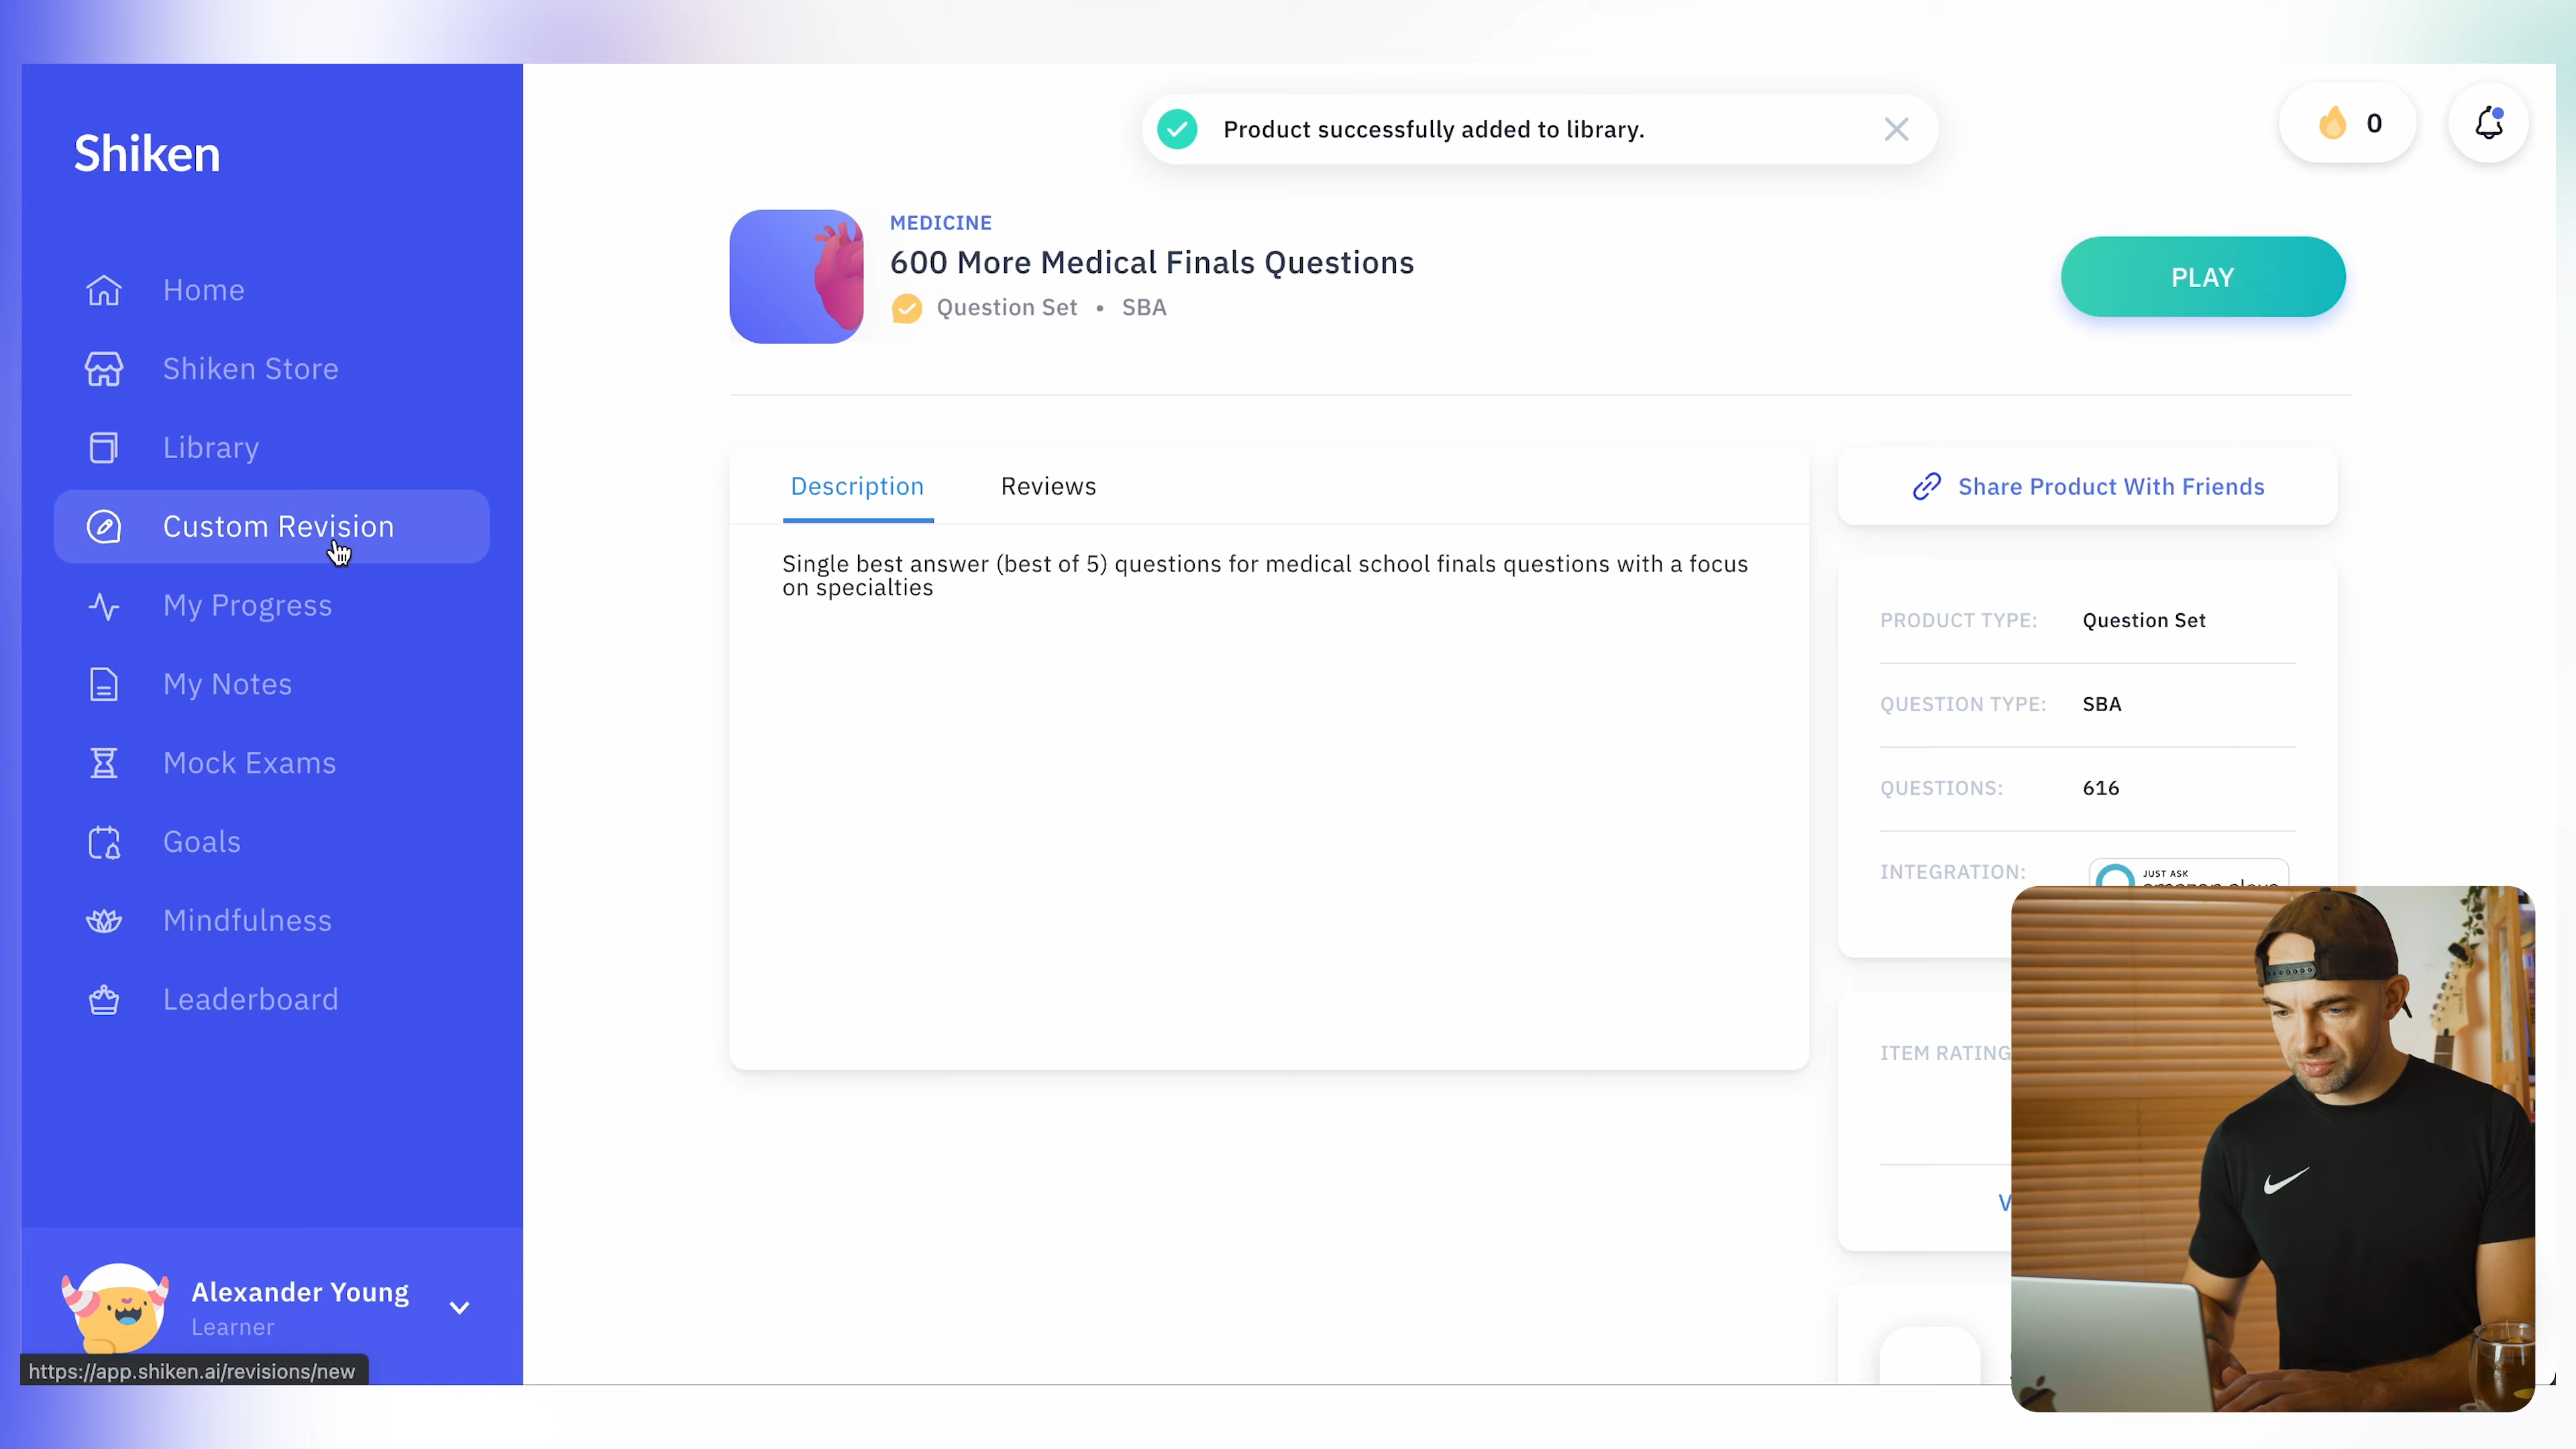 Shiken
Home
Shiken Store
Library
Custom Revision
My Progress
My Notes
Mock Exams
Goals
Mindfulness
Leaderboard
Alexander Young
Learner
https://app.shiken.ai/revisions/new
Product successfully added to library.
0
MEDICINE
600 More Medical Finals Questions
Question Set • SBA
PLAY
Description
Reviews
Single best answer (best of 5) questions for medical school finals questions with a focus
on specialties
Share Product With Friends
PRODUCT TYPE: Question Set
QUESTION TYPE: SBA
QUESTIONS: 616
INTEGRATION:
JUST ASK
amazon alexa
ITEM RATING
V